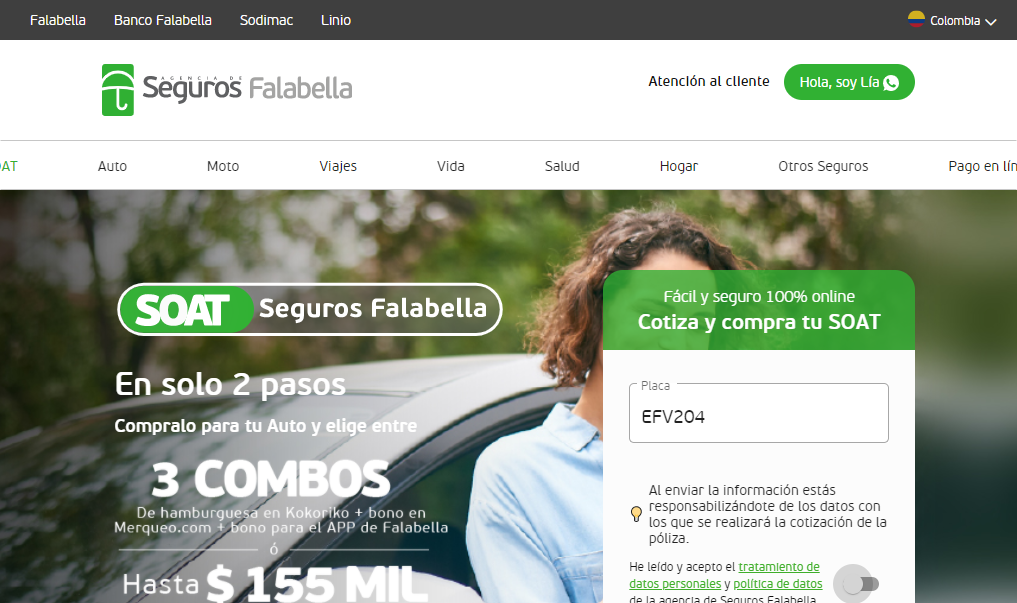 Falabella Banco Falabella Sodimac Linio Colombia
AGENCIA DE
Seguros Falabella
Atención al cliente Hola, soy Lía
OAT Auto Moto Viajes Vida Salud Hogar Otros Seguros Pago en lín
SOAT Seguros Falabella
En solo 2 pasos
Compralo para tu Auto y elige entre
3 COMBOS
De hamburguesa en Kokoriko + bono en
Merqueo.com + bono para el APP de Falabella
ó
Hasta $ 155 MIL
Fácil y seguro 100% online
Cotiza y compra tu SOAT
Placa
EFV204
Al enviar la información estás
responsabilizándote de los datos con
los que se realizará la cotización de la
póliza.
He leído y acepto el tratamiento de
datos personales y política de datos
de la agencia de Seguros Falabella